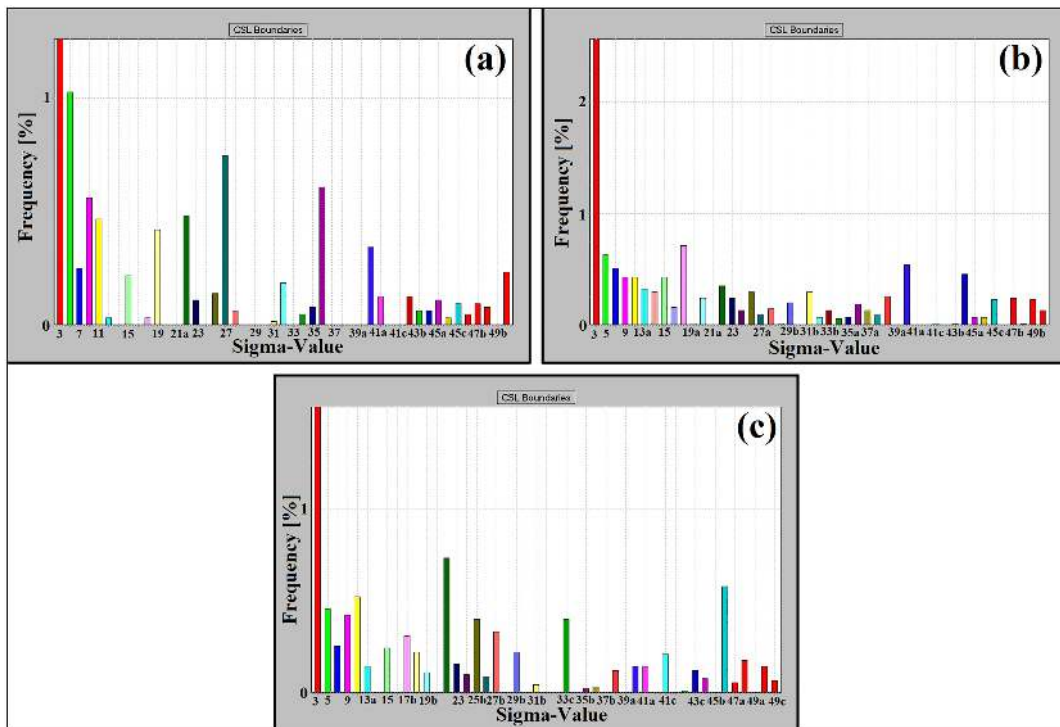 CSL Boundaries
(a)
1
0
Frequency [%]
3 7 11 15 19 21a 23 27 29 31 33 35 37 39a 41a 41c 43b 45a 45c 47b 49b
Sigma-Value
CSL Boundaries
(b)
2
1
0
Frequency [%]
3 5 9 13a 15 19a 21a 23 27a 29b 31b 33b 35a 37a 39a 41a 41c 43b 45a 45c 47b 49b
Sigma-Value
CSL Boundaries
(c)
1
0
Frequency [%]
3 5 9 13a 15 17b 19b 23 25b 27b 29b 31b 33c 35b 37b 39a 41a 41c 43c 45b 47a 49a 49c
Sigma-Value